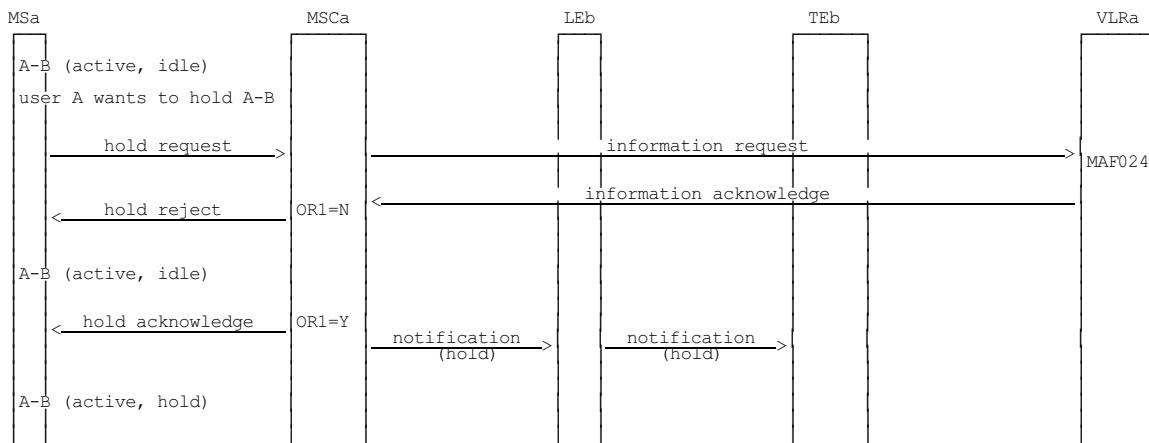 MSa MSCa LEb TEb VLRa
A-B (active, idle)
user A wants to hold A-B
hold request information request
MAF024
information acknowledge
hold reject OR1=N
A-B (active, idle)
hold acknowledge OR1=Y
notification notification
(hold) (hold)
A-B (active, hold)